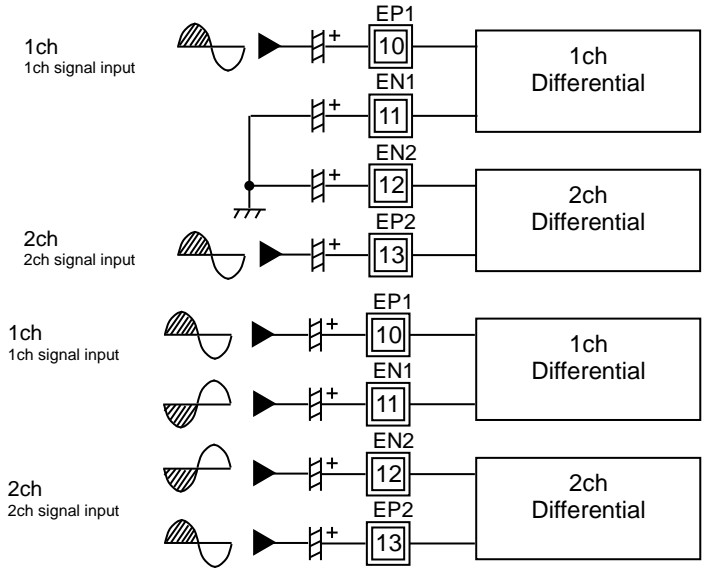 EP1
1ch
1ch signal input
+
10
1ch
Differential
EN1
+
11
EN2
+
12
2ch
Differential
2ch
2ch signal input
EP2
+
13
EP1
1ch
1ch signal input
+
10
1ch
Differential
EN1
+
11
EN2
+
12
2ch
Differential
2ch
2ch signal input
EP2
+
13